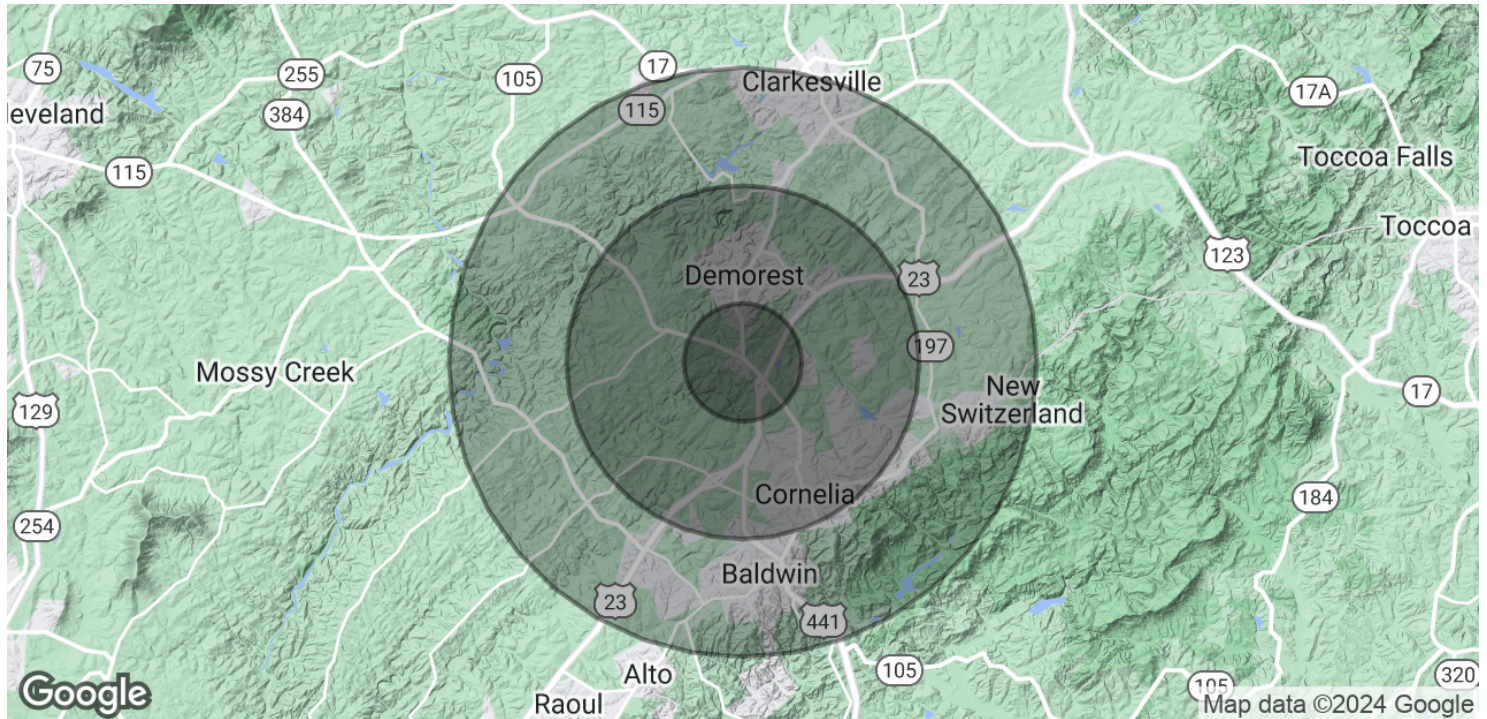 17
75
255
105
Clarkesville
17A
115
384
eveland
Toccoa Falls
115
Toccoa
123
Demorest
23
197
Mossy Creek
New
Switzerland
17
129
Cornelia
184
254
Baldwin
23
441
Alto
105
320
105
Raoul
Google
Map data ©2024 Google